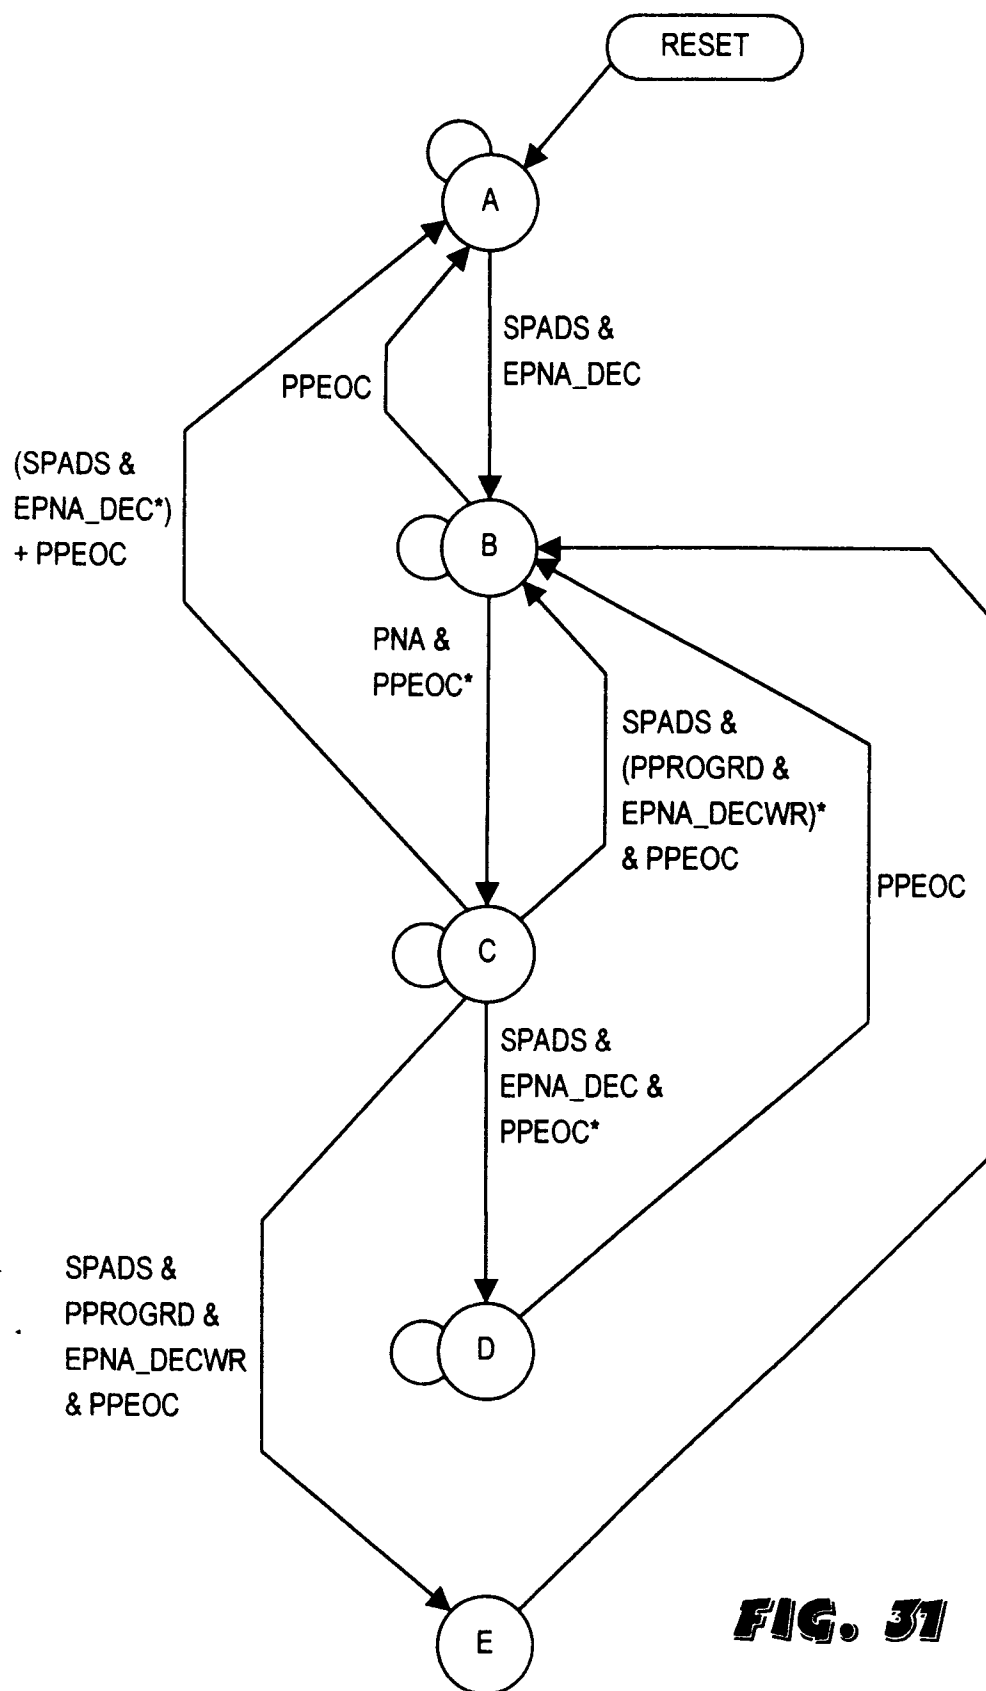 RESET
A
SPADS &
EPNA_DEC
PPEOC
(SPADS &
EPNA_DEC*)
+ PPEOC
B
PNA &
PPEOC*
SPADS &
(PPROGRD &
EPNA_DECWR)*
& PPEOC
PPEOC
C
SPADS &
EPNA_DEC &
PPEOC*
SPADS &
PPROGRD &
EPNA_DECWR
& PPEOC
D
E
FIG. 31